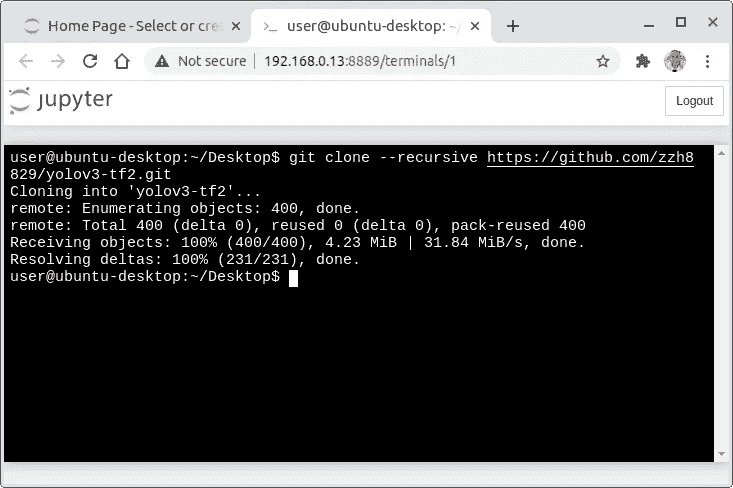 Home Page - Select or cre
user@ubuntu-desktop: ~/
Not secure | 192.168.0.13:8889/terminals/1
jupyter
Logout
user@ubuntu-desktop:~/Desktop$ git clone --recursive https://github.com/zzh8
829/yolov3-tf2.git
Cloning into 'yolov3-tf2'...
remote: Enumerating objects: 400, done.
remote: Total 400 (delta 0), reused 0 (delta 0), pack-reused 400
Receiving objects: 100% (400/400), 4.23 MiB | 31.84 MiB/s, done.
Resolving deltas: 100% (231/231), done.
user@ubuntu-desktop:~/Desktop$